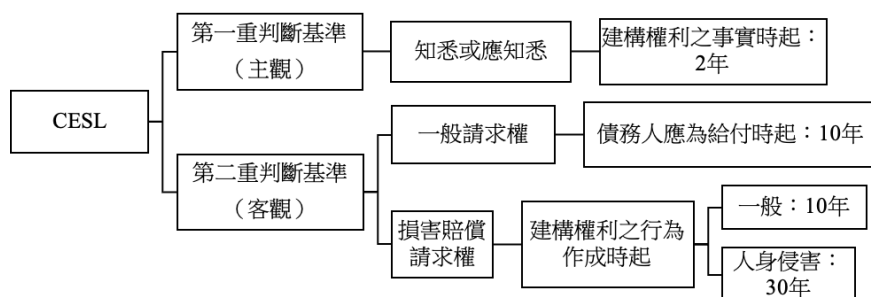 CESL
第一重判斷基準
（主觀）
知悉或應知悉
建構權利之事實時起：
2年
第二重判斷基準
（客觀）
一般請求權
債務人應為給付時起：10年
損害賠償
請求權
建構權利之行為
作成時起
一般：10年
人身侵害：
30年